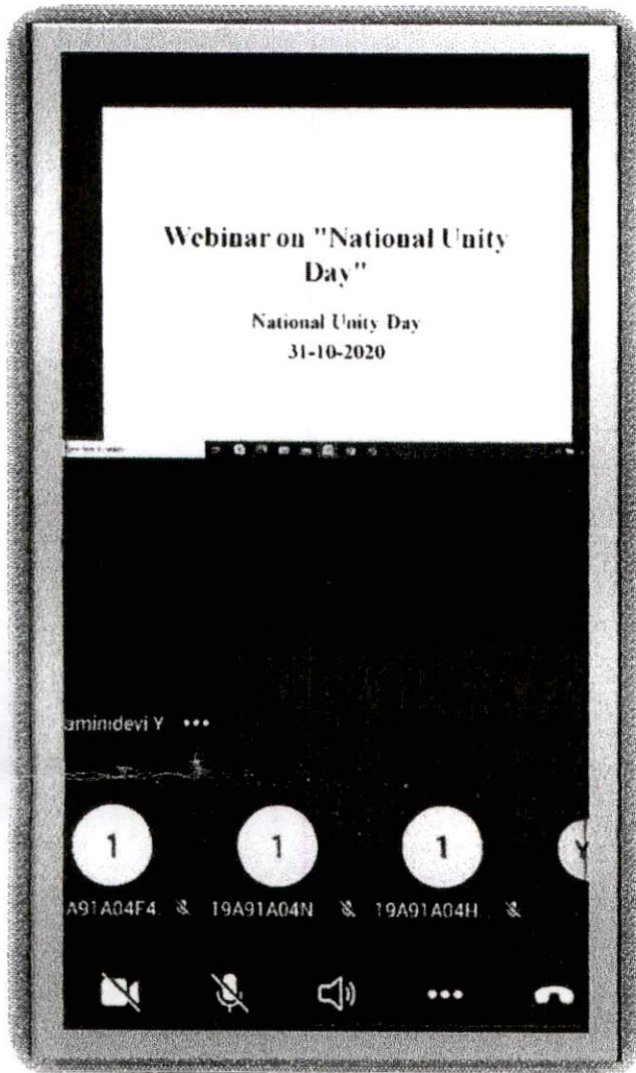 Webinar on "National Unity
Day"
National Unity Day
31-10-2020
aminidevi Y •••
1 1 1 Y
A91A04F4. 19A91A04N 19A91A04H.